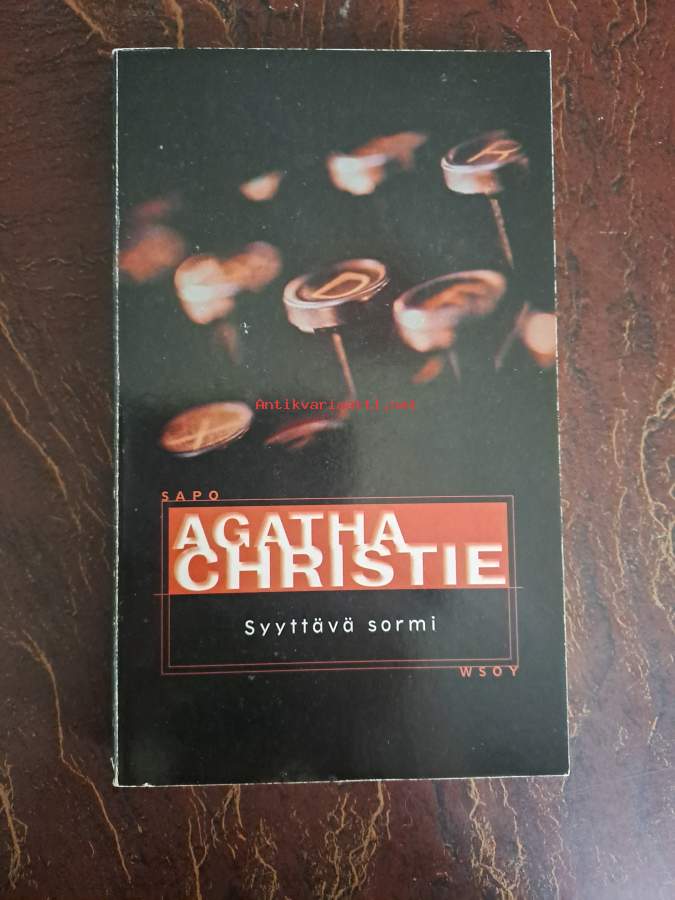 A
D
X
Antikvariaatti.net
SAPO
AGATHA
CHRISTIE
Syyttävä sormi
WSOY